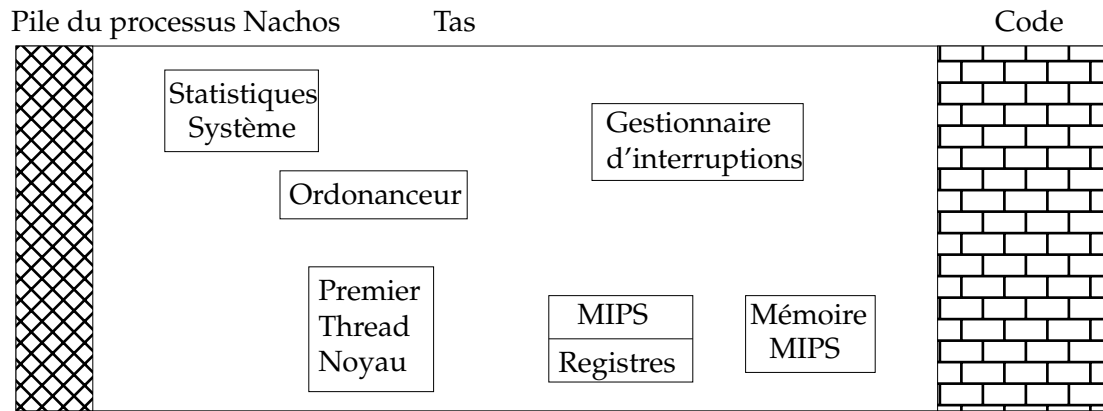 Pile du processus Nachos
Tas
Code
Statistiques
Système
Gestionnaire
d'interruptions
Ordonanceur
Premier
Thread
Noyau
MIPS
Registres
Mémoire
MIPS